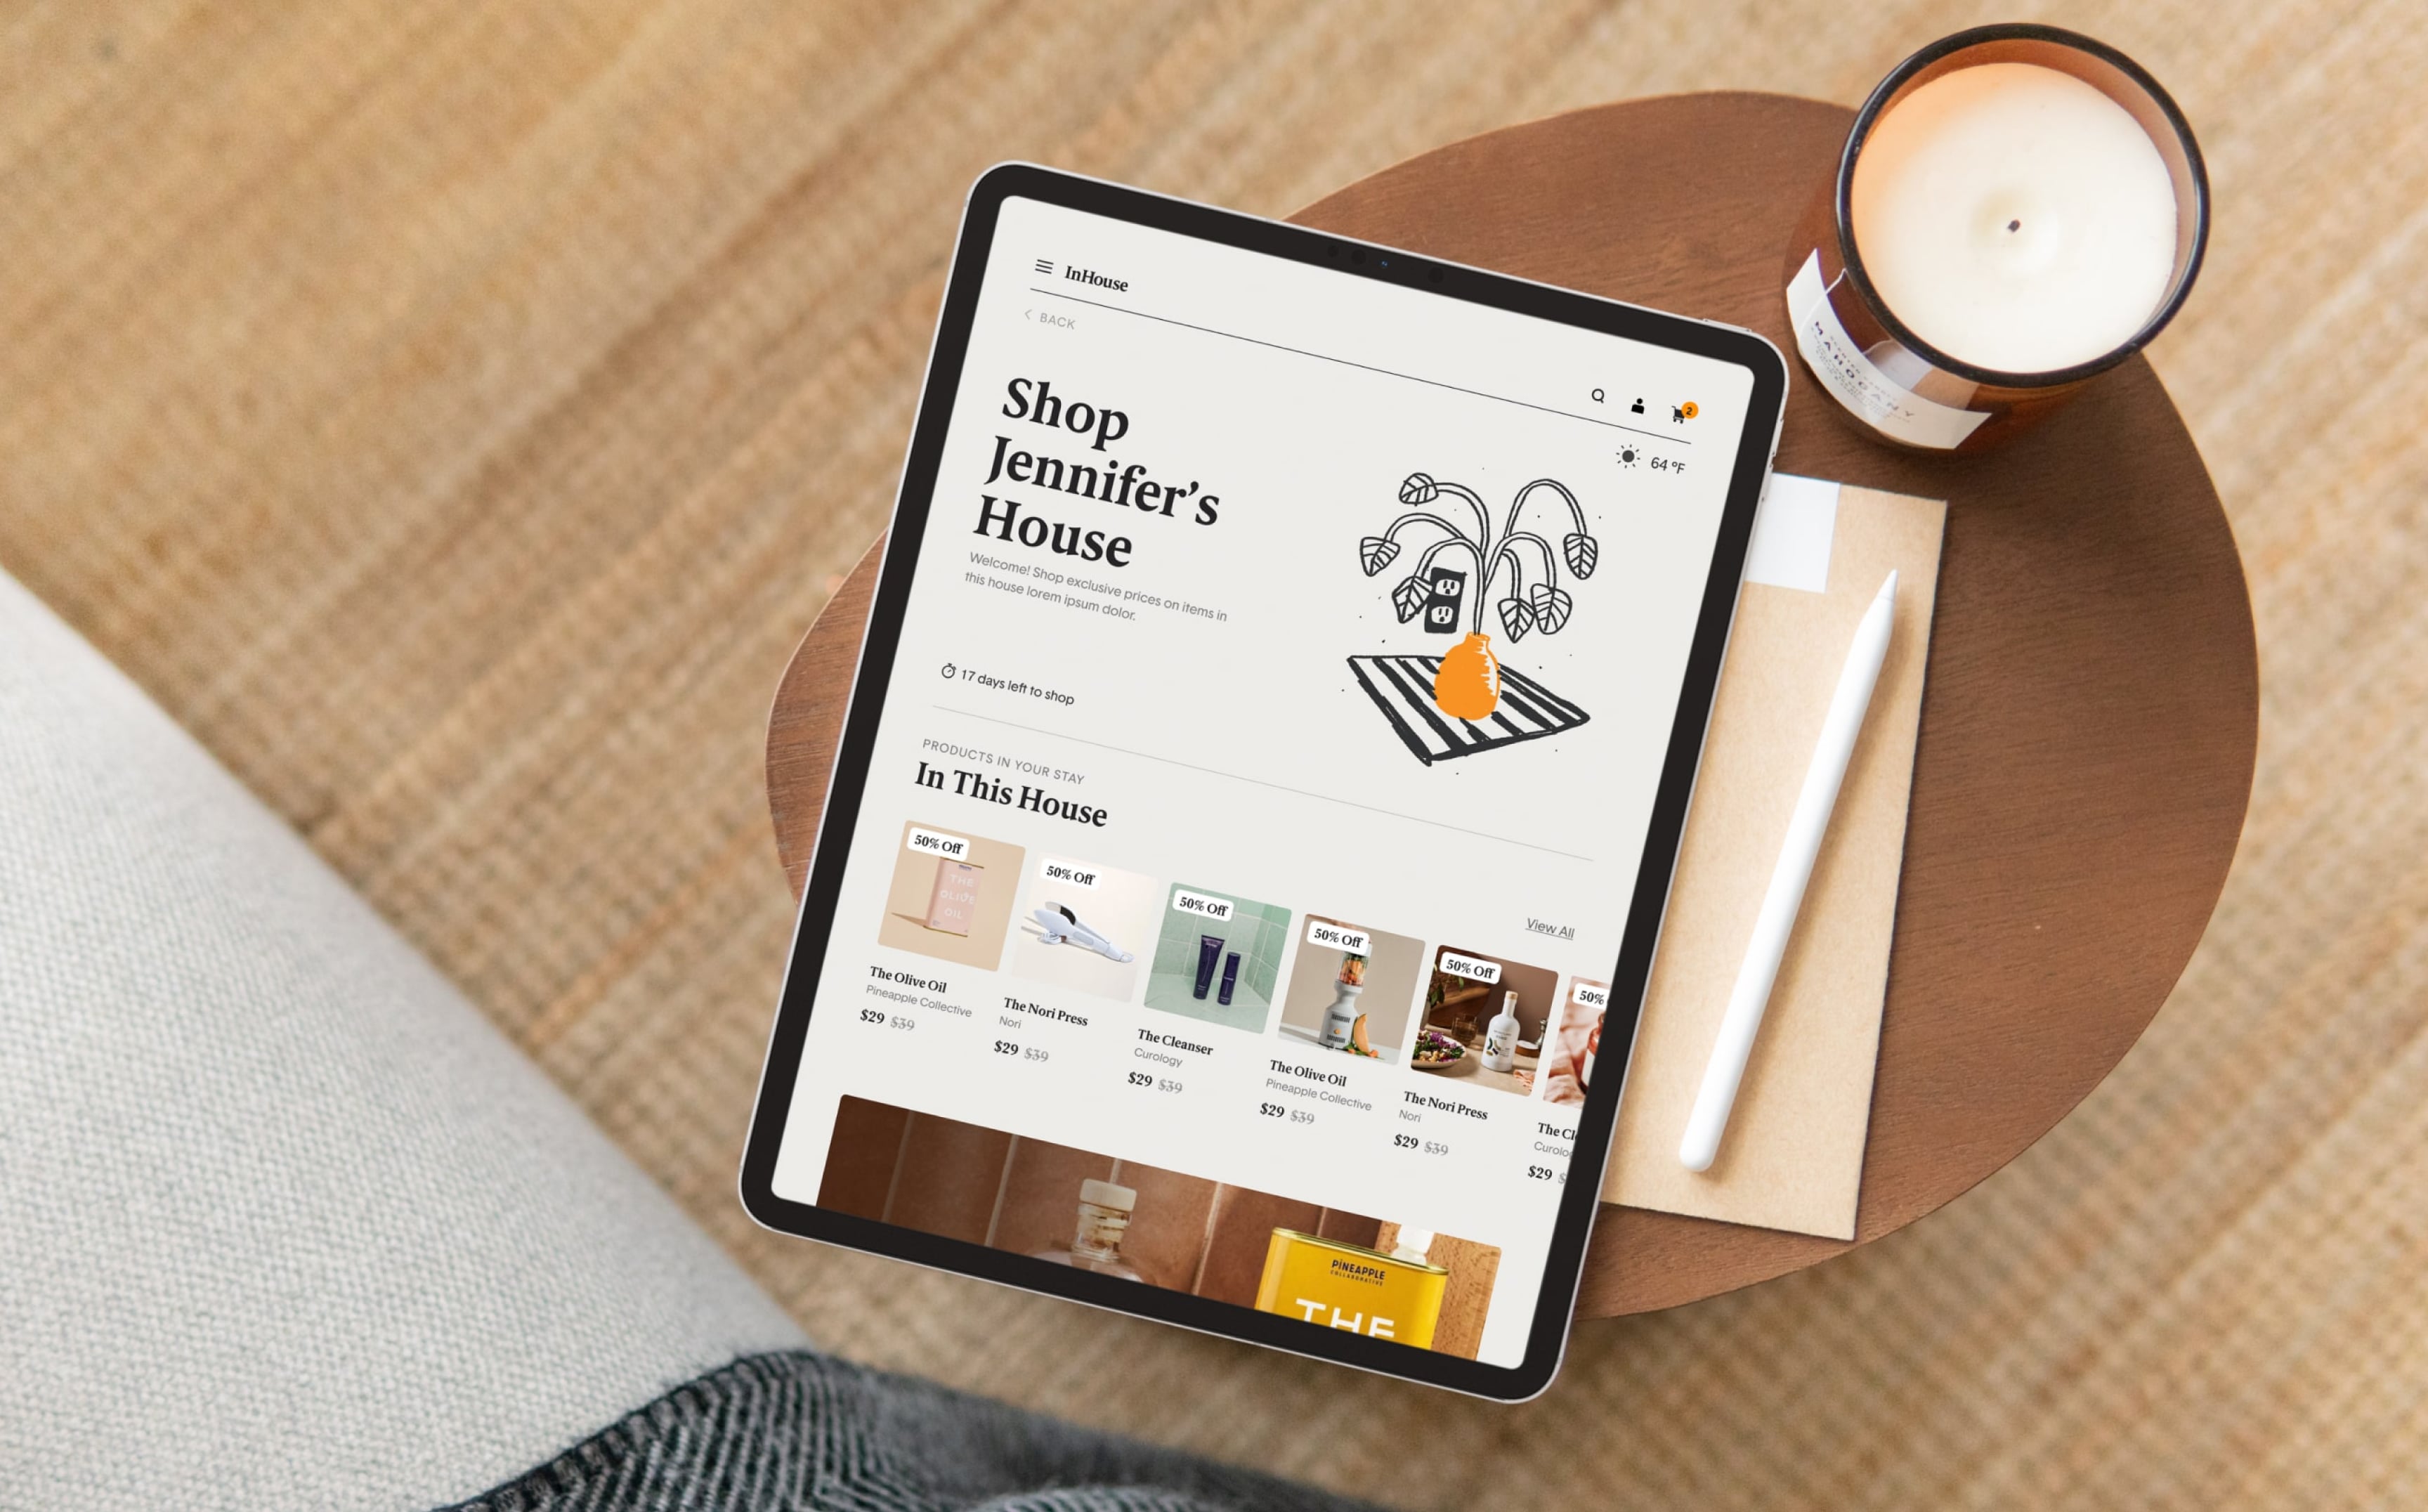 InHouse
BACK
2
64 °F
Shop
Jennifer's
House
Welcome! Shop exclusive prices on items in
this house lorem ipsum dolor.
17 days left to shop
PRODUCTS IN YOUR STAY
In This House
View All
50% Off
THE
OLIVE
OIL
The Olive Oil
Pineapple Collective
$29 $39
50% Off
The Nori Press
Nori
$29 $39
50% Off
The Cleanser
Curology
$29 $39
50% Off
The Olive Oil
Pineapple Collective
$29 $39
50% Off
The Nori Press
Nori
$29 $39
50%
The Cl
Curolo
$29
PINEAPPLE
COLLABORATIVE
THE
MAHOGANY